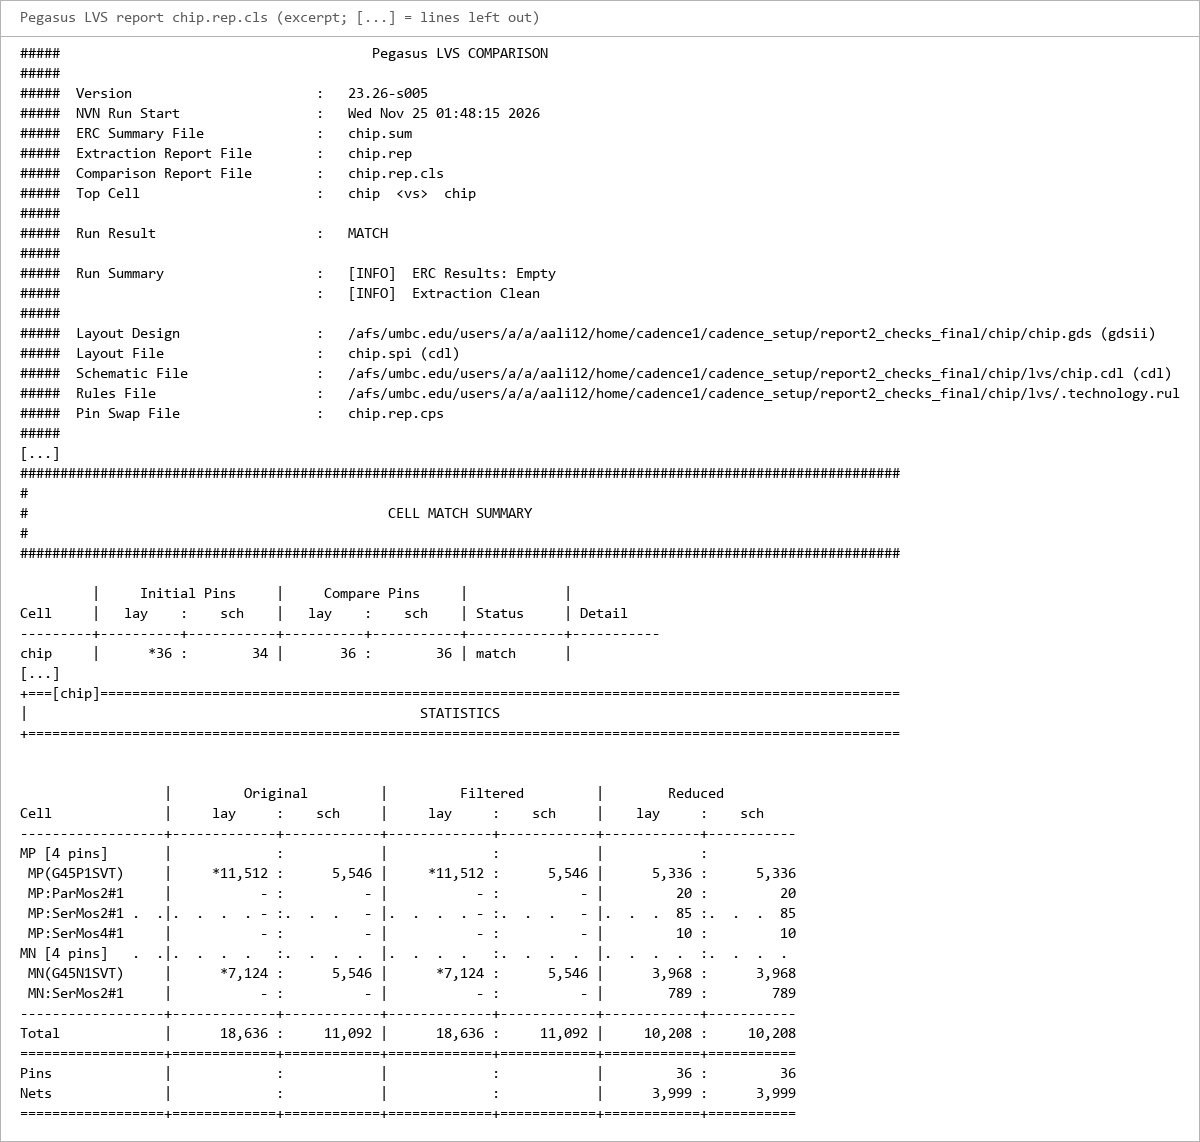 Pegasus LVS report chip.rep.cls (excerpt; [...] = lines left out)
#####                                       Pegasus LVS COMPARISON
#####
#####  Version                       :   23.26-s005
#####  NVN Run Start                 :   Wed Nov 25 01:48:15 2026
#####  ERC Summary File              :   chip.sum
#####  Extraction Report File        :   chip.rep
#####  Comparison Report File        :   chip.rep.cls
#####  Top Cell                      :   chip  <vs>  chip
#####
#####  Run Result                    :   MATCH
#####
#####  Run Summary                   :   [INFO]  ERC Results: Empty
#####                                :   [INFO]  Extraction Clean
#####
#####  Layout Design                 :   /afs/umbc.edu/users/a/a/aali12/home/cadence1/cadence_setup/report2_checks_final/chip/chip.gds (gdsii)
#####  Layout File                   :   chip.spi (cdl)
#####  Schematic File                :   /afs/umbc.edu/users/a/a/aali12/home/cadence1/cadence_setup/report2_checks_final/chip/lvs/chip.cdl (cdl)
#####  Rules File                    :   /afs/umbc.edu/users/a/a/aali12/home/cadence1/cadence_setup/report2_checks_final/chip/lvs/.technology.rul
#####  Pin Swap File                 :   chip.rep.cps
#####
[...]
##############################################################################################################
#
#                                             CELL MATCH SUMMARY
#
##############################################################################################################
         |     Initial Pins     |     Compare Pins     |            |
Cell     |   lay    :    sch    |   lay    :    sch    | Status     | Detail
---------+----------+-----------+----------+-----------+------------+-----------
chip     |      *36 :        34 |       36 :        36 | match      |
[...]
+===[chip]====================================================================================================
|                                                 STATISTICS
+=============================================================================================================
                  |         Original         |         Filtered         |        Reduced
Cell              |     lay     :    sch     |     lay     :    sch     |    lay     :    sch
------------------+-------------+------------+-------------+------------+------------+-----------
MP [4 pins]       |             :            |             :            |            :
 MP(G45P1SVT)     |     *11,512 :      5,546 |     *11,512 :      5,546 |      5,336 :      5,336
 MP:ParMos2#1     |           - :          - |           - :          - |         20 :         20
 MP:SerMos2#1 .  .|.  .  .  . - :.  .  .   - |.  .  .  . - :.  .  .   - |.  .  .  85 :.  .  .  85
 MP:SerMos4#1     |           - :          - |           - :          - |         10 :         10
MN [4 pins]   .  .|.  .  .  .   :.  .  .  .  |.  .  .  .   :.  .  .  .  |.  .  .  .  :.  .  .  .
 MN(G45N1SVT)     |      *7,124 :      5,546 |      *7,124 :      5,546 |      3,968 :      3,968
 MN:SerMos2#1     |           - :          - |           - :          - |        789 :        789
------------------+-------------+------------+-------------+------------+------------+-----------
Total             |      18,636 :     11,092 |      18,636 :     11,092 |     10,208 :     10,208
==================+=============+============+=============+============+============+===========
Pins              |             :            |             :            |         36 :         36
Nets              |             :            |             :            |      3,999 :      3,999
==================+=============+============+=============+============+============+===========